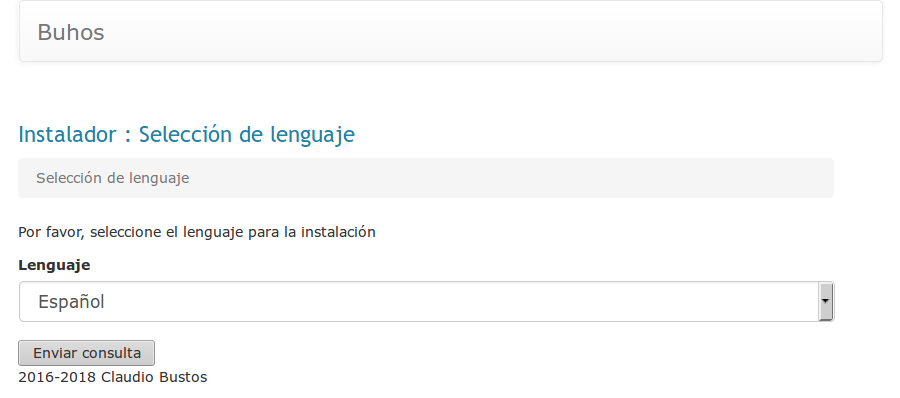 Buhos
Instalador : Selección de lenguaje
Selección de lenguaje
Por favor, seleccione el lenguaje para la instalación
Lenguaje
Español
Enviar consulta
2016-2018 Claudio Bustos